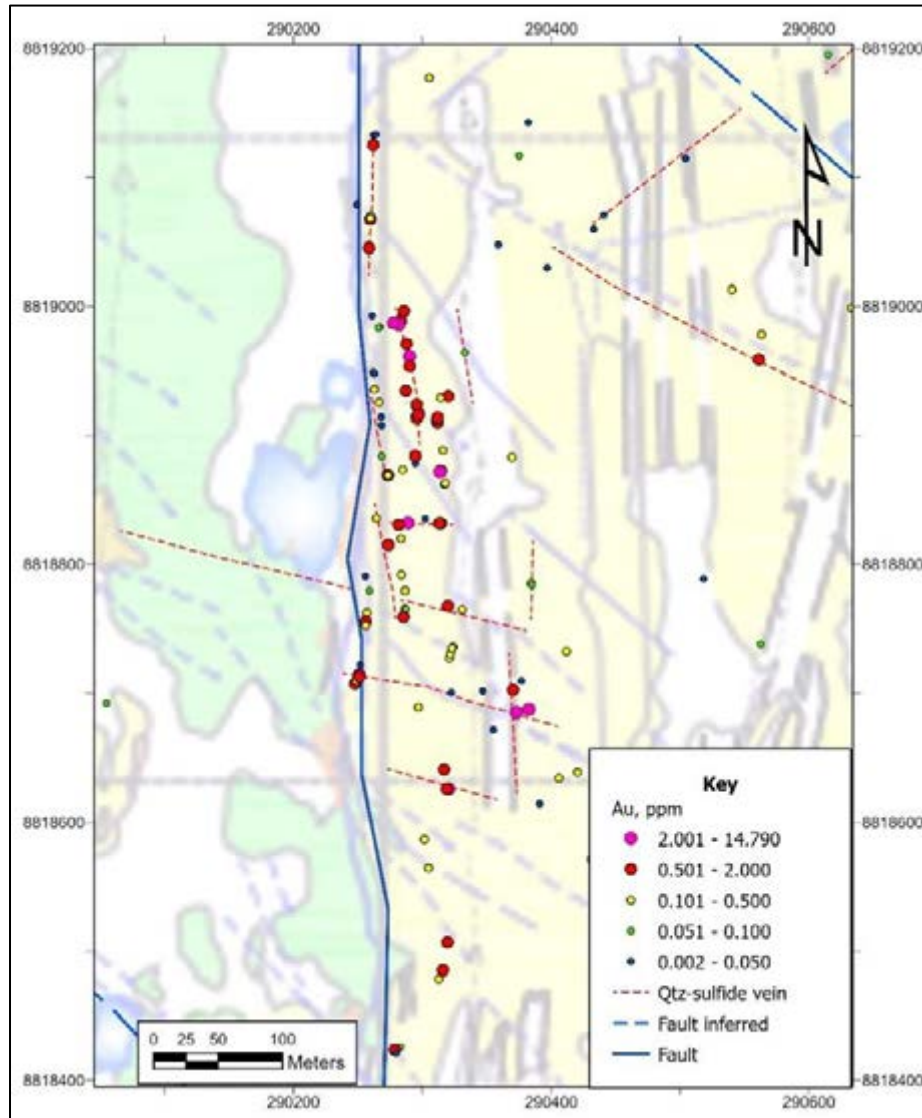 290200 290400 290600
8819200 8819200
N
8819000 8819000
8818800 8818800
8818600 8818600
Key
Au, ppm
2.001 - 14.790
0.501 - 2.000
0.101 - 0.500
0.051 - 0.100
0.002 - 0.050
Qtz-sulfide vein
Fault inferred
Fault
0 25 50 100
Meters
8818400 8818400
290200 290400 290600